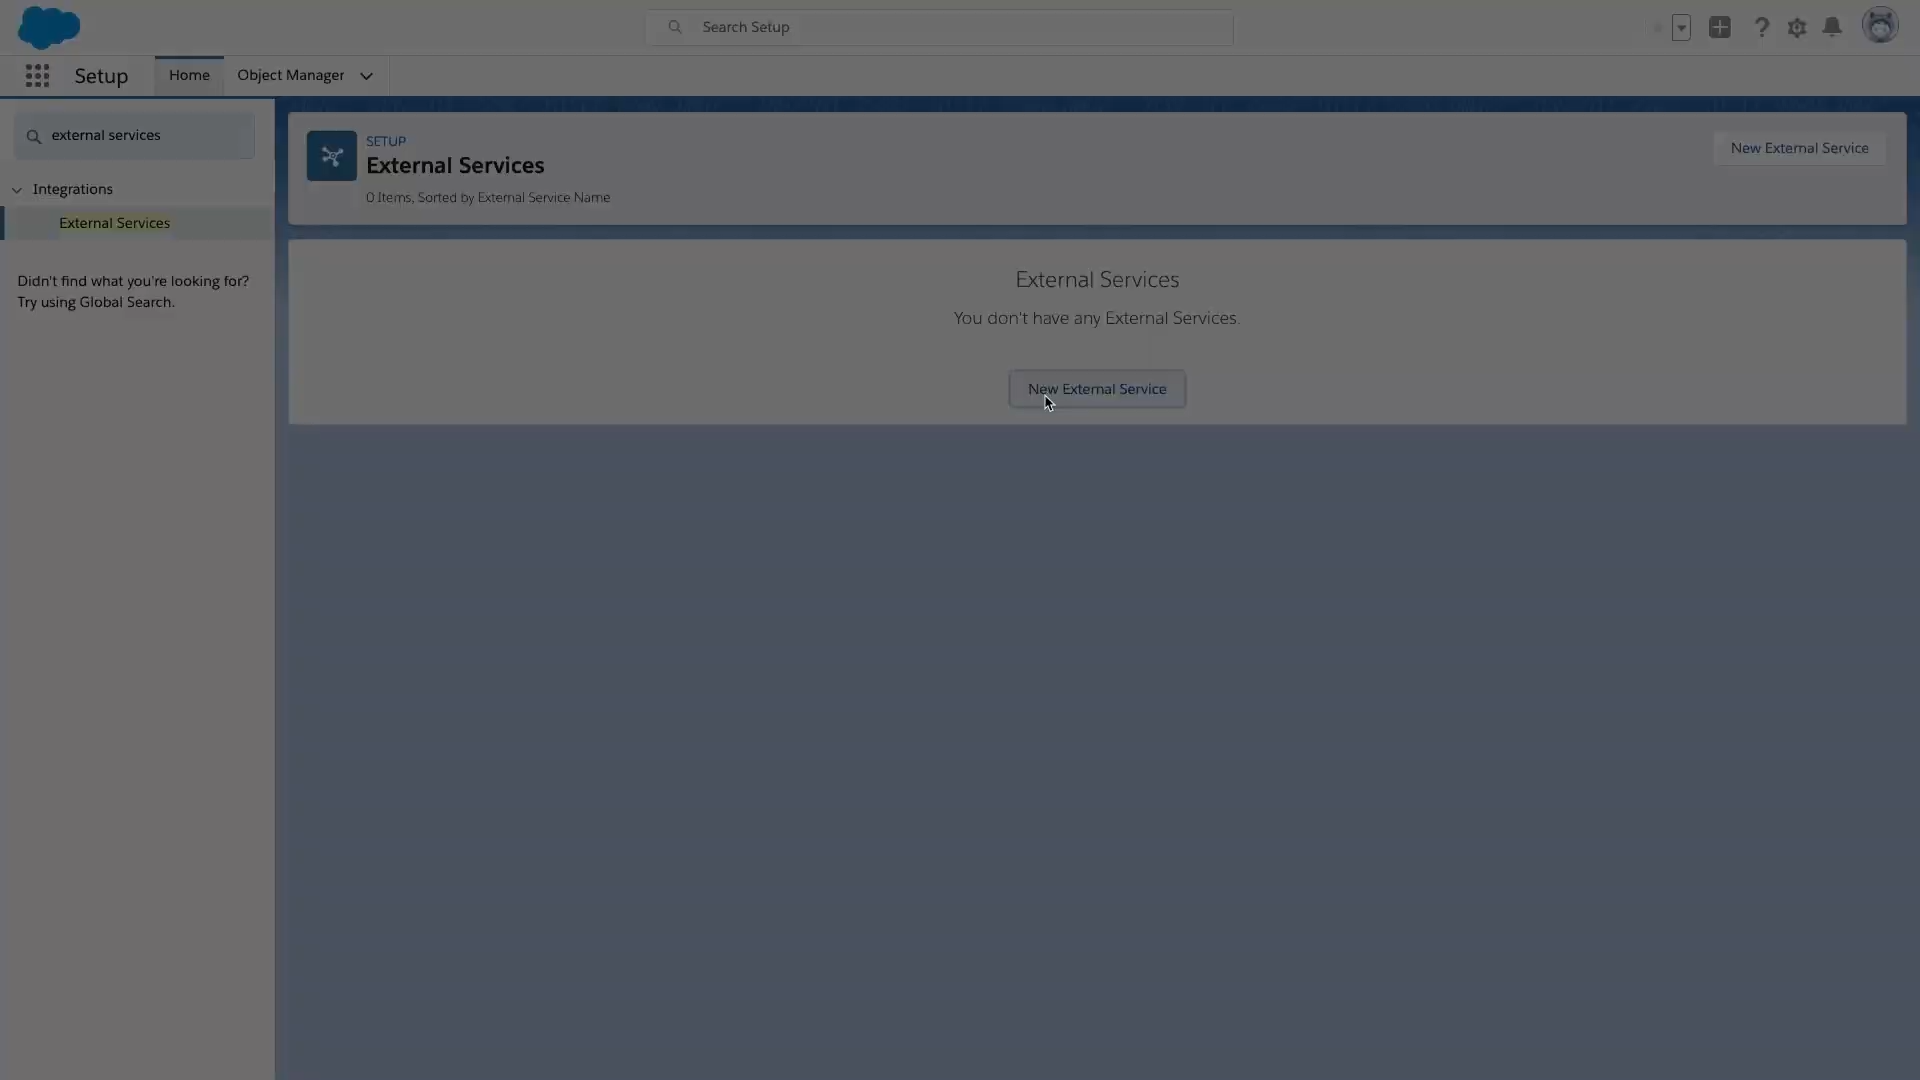 Search Setup
Setup
Home
Object Manager
external services
Integrations
External Services
Didn't find what you're looking for?
Try using Global Search.
SETUP
External Services
0 Items, Sorted by External Service Name
New External Service
External Services
You don't have any External Services.
New External Service